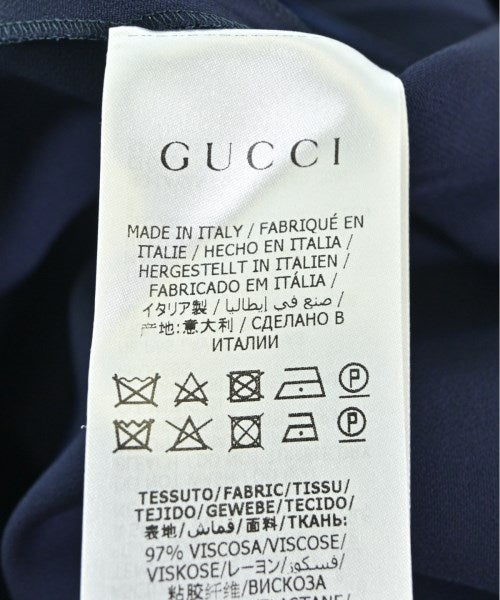 GUCCI
MADE IN ITALY / FABRIQUÉ EN
ITALIE / HECHO EN ITALIA /
HERGESTELLT IN ITALIEN /
FABRICADO EM ITÁLIA /
イタリア製 / صنع في إيطاليا /
产地:意大利 / СДЕЛАНО В
ИТАЛИИ
P
P
TESSUTO/FABRIC/TISSU/
TEJIDO/GEWEBE/TECIDO/
表地/قماش/面料/ТКАНЬ:
97% VISCOSA/VISCOSE/
VISKOSE/レーヨン/فسكوز/
粘胶纤维/ВИСКОЗА